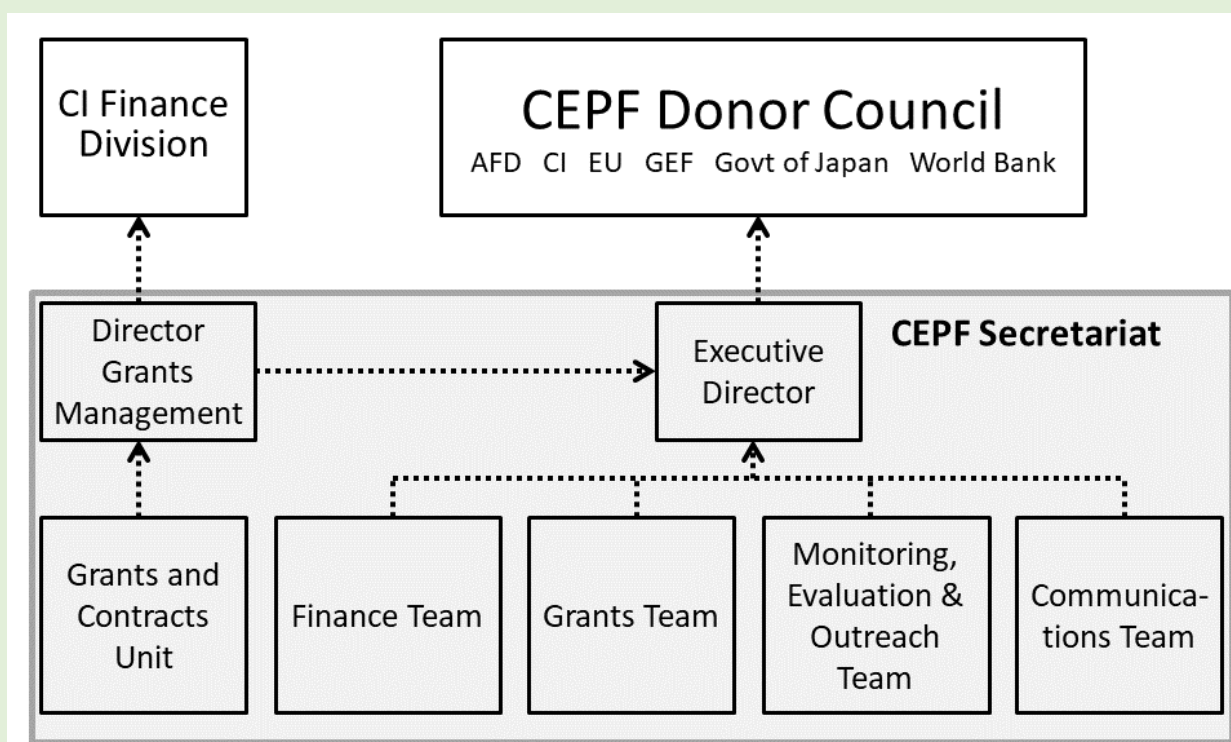 CI Finance
Division
CEPF Donor Council
AFD CI EU GEF Govt of Japan World Bank
CEPF Secretariat
Director
Grants
Management
Executive
Director
Grants and
Contracts
Unit
Finance Team
Grants Team
Monitoring,
Evaluation &
Outreach
Team
Communica-
tions Team